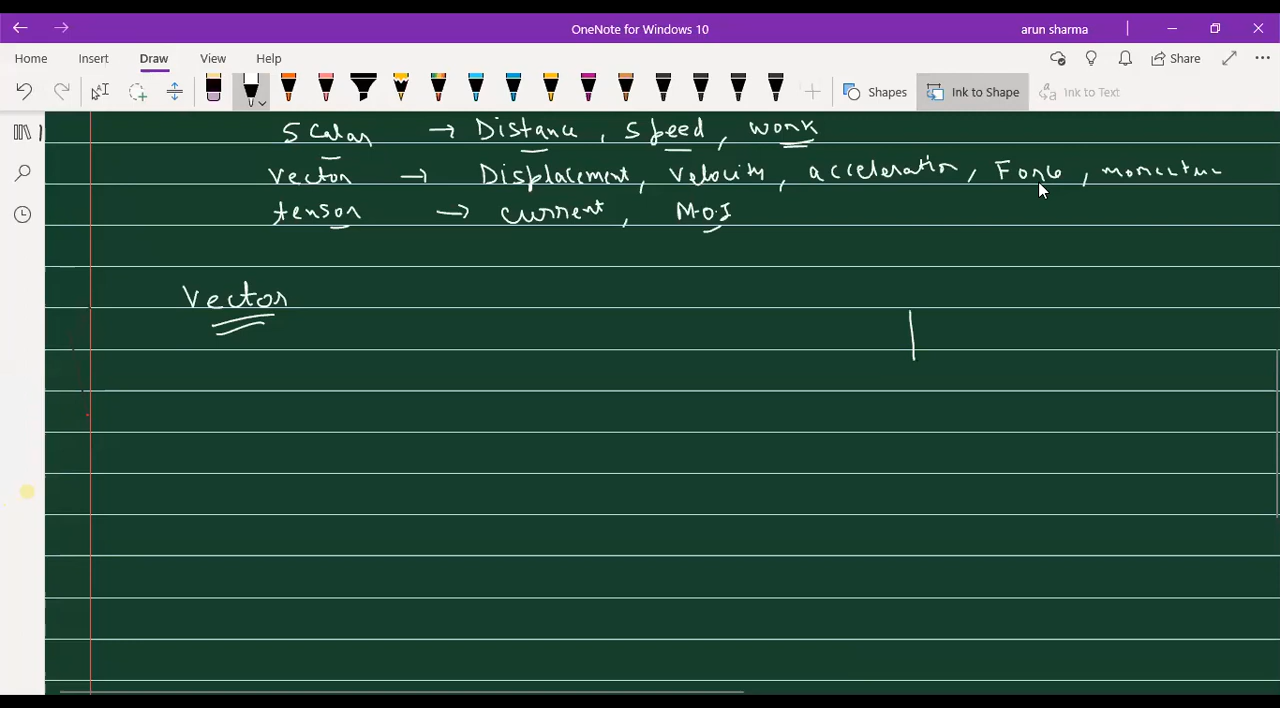 OneNote for Windows 10
arun sharma
Home Insert Draw View Help
Share
Shapes Ink to Shape Ink to Text
Scalar → Distance, Speed, work
vector → Displacement, velocity, acceleration, Force, momentum
tensor → current, M.O.I
Vector